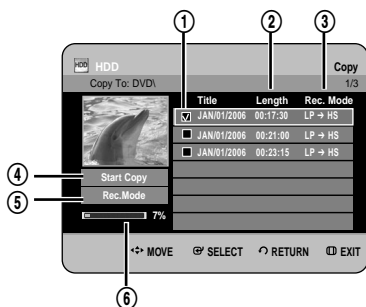 ① ② ③
HDD HDD Copy
Copy To: DVD\ 1/3
Title Length Rec. Mode
JAN/01/2006 00:17:30 LP → HS
JAN/01/2006 00:21:00 LP → HS
JAN/01/2006 00:23:15 LP → HS
④ Start Copy
⑤ Rec.Mode
7%
MOVE SELECT RETURN EXIT
⑥